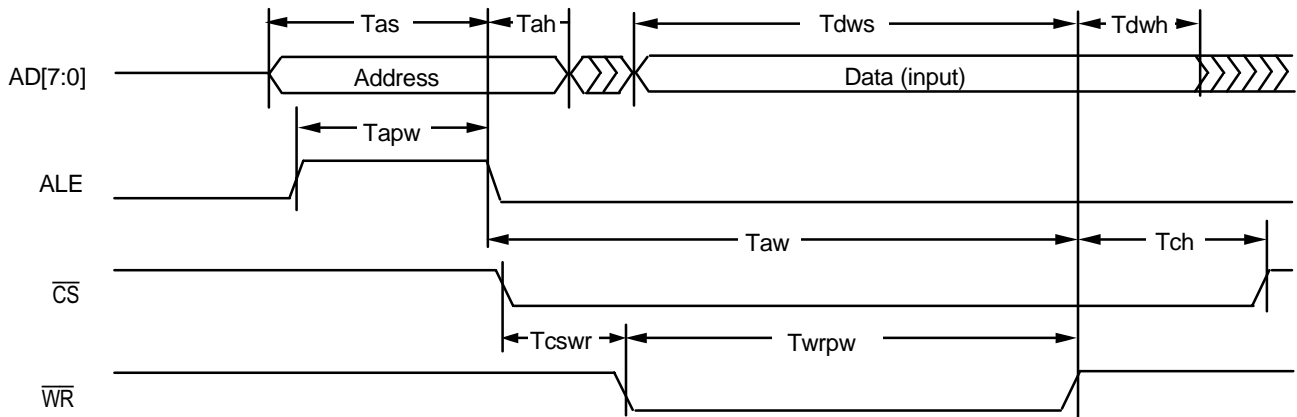 Tas Tah Tdws Tdwh
AD[7:0] Address Data (input)
Tapw
ALE
Taw Tch
CS
Tcswr Twrpw
WR